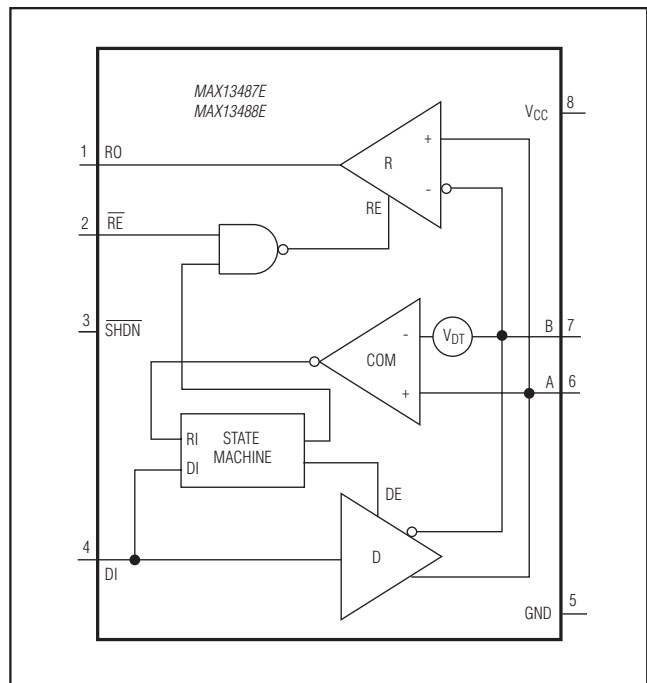 MAX13487E
MAX13488E
8
VCC
1 RO
+
R
-
RE
2 RE
3
SHDN
- VDT B 7
COM
+ A 6
RI STATE
DI MACHINE
DE
4
DI
D
GND 5